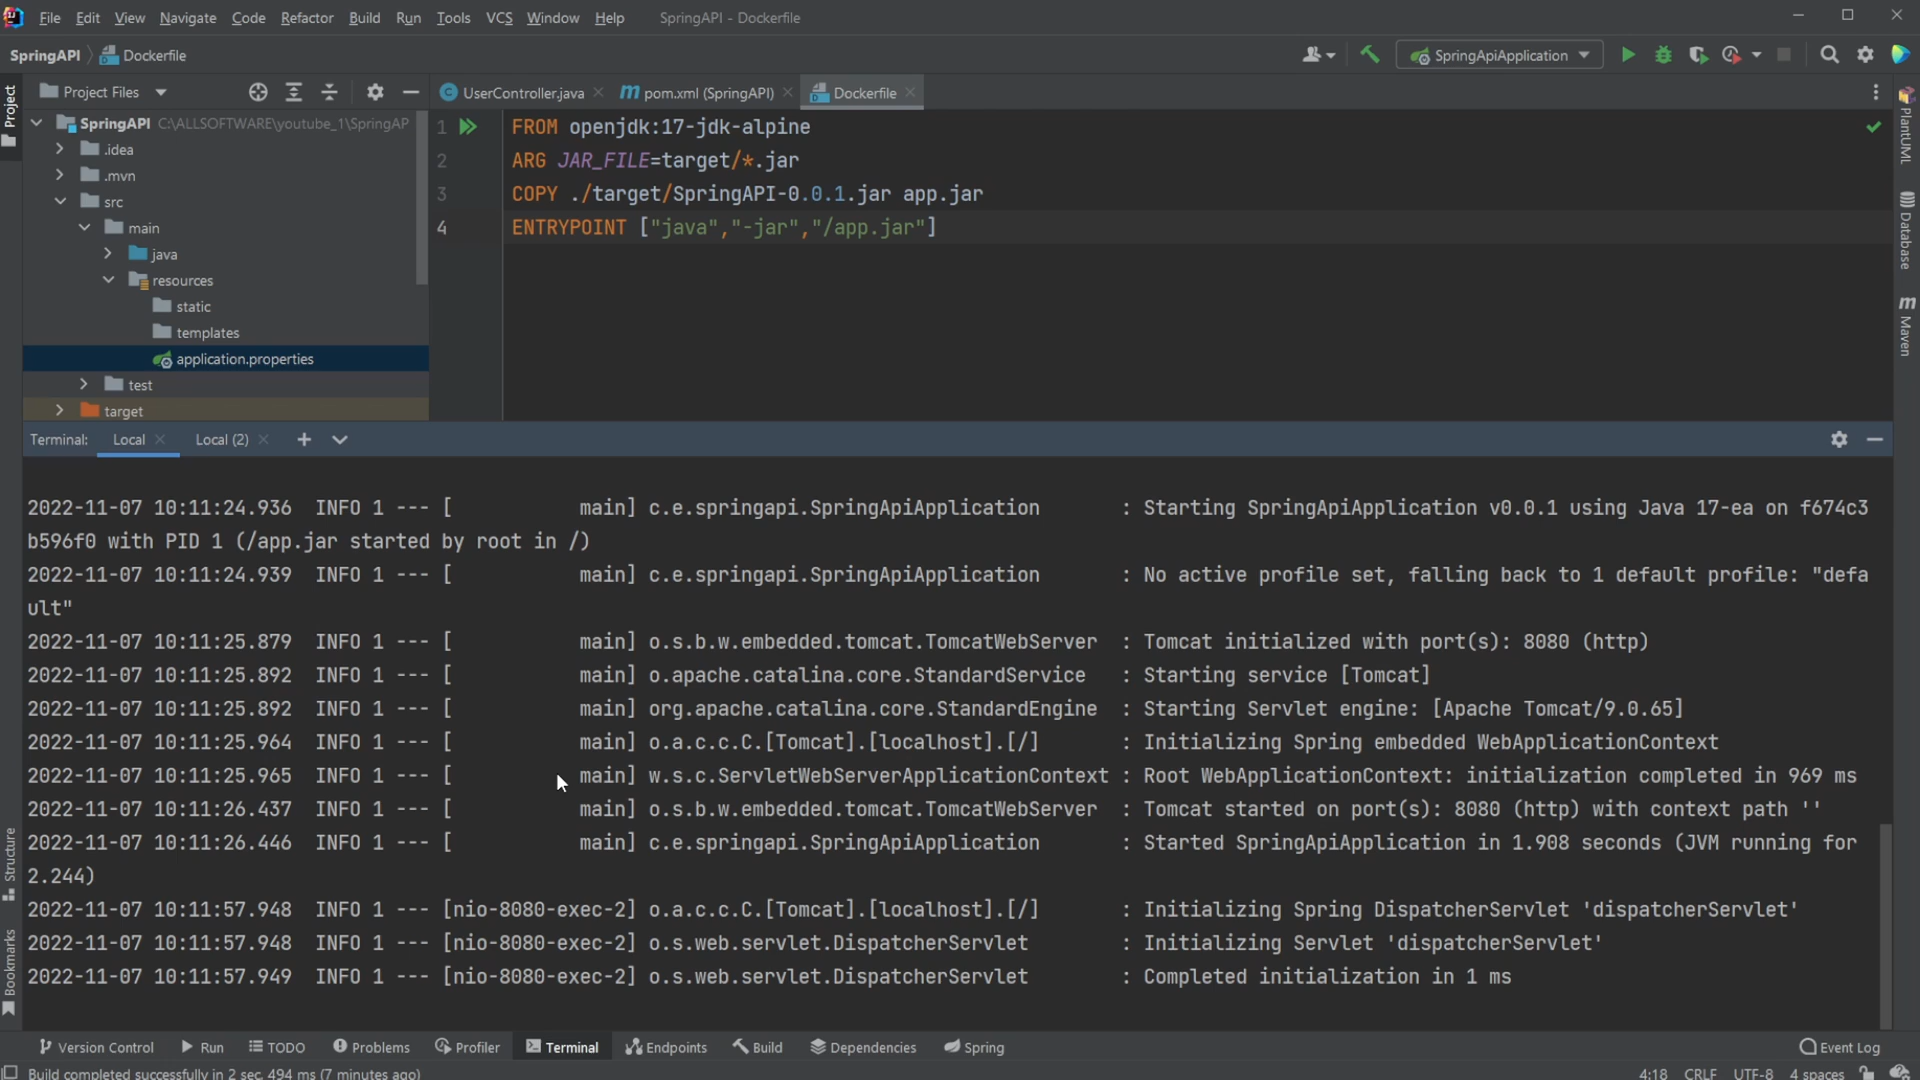 File Edit View Navigate Code Refactor Build Run Tools VCS Window Help SpringAPI - Dockerfile
SpringAPI Dockerfile SpringApiApplication
Project Files UserController.java pom.xml (SpringAPI) Dockerfile
Project
SpringAPI C:\ALLSOFTWARE\youtube_1\SpringAP
.idea
.mvn
src
main
java
resources
static
templates
application.properties
test
target
1 FROM openjdk:17-jdk-alpine
2 ARG JAR_FILE=target/*.jar
3 COPY ./target/SpringAPI-0.0.1.jar app.jar
4 ENTRYPOINT ["java","-jar","/app.jar"]
PlantUML
Database
Maven
Terminal: Local Local (2)
2022-11-07 10:11:24.936  INFO 1 --- [           main] c.e.springapi.SpringApiApplication       : Starting SpringApiApplication v0.0.1 using Java 17-ea on f674c3
b596f0 with PID 1 (/app.jar started by root in /)
2022-11-07 10:11:24.939  INFO 1 --- [           main] c.e.springapi.SpringApiApplication       : No active profile set, falling back to 1 default profile: "defa
ult"
2022-11-07 10:11:25.879  INFO 1 --- [           main] o.s.b.w.embedded.tomcat.TomcatWebServer  : Tomcat initialized with port(s): 8080 (http)
2022-11-07 10:11:25.892  INFO 1 --- [           main] o.apache.catalina.core.StandardService   : Starting service [Tomcat]
2022-11-07 10:11:25.892  INFO 1 --- [           main] org.apache.catalina.core.StandardEngine  : Starting Servlet engine: [Apache Tomcat/9.0.65]
2022-11-07 10:11:25.964  INFO 1 --- [           main] o.a.c.c.C.[Tomcat].[localhost].[/]       : Initializing Spring embedded WebApplicationContext
2022-11-07 10:11:25.965  INFO 1 --- [           main] w.s.c.ServletWebServerApplicationContext : Root WebApplicationContext: initialization completed in 969 ms
2022-11-07 10:11:26.437  INFO 1 --- [           main] o.s.b.w.embedded.tomcat.TomcatWebServer  : Tomcat started on port(s): 8080 (http) with context path ''
2022-11-07 10:11:26.446  INFO 1 --- [           main] c.e.springapi.SpringApiApplication       : Started SpringApiApplication in 1.908 seconds (JVM running for
2.244)
2022-11-07 10:11:57.948  INFO 1 --- [nio-8080-exec-2] o.a.c.c.C.[Tomcat].[localhost].[/]       : Initializing Spring DispatcherServlet 'dispatcherServlet'
2022-11-07 10:11:57.948  INFO 1 --- [nio-8080-exec-2] o.s.web.servlet.DispatcherServlet        : Initializing Servlet 'dispatcherServlet'
2022-11-07 10:11:57.949  INFO 1 --- [nio-8080-exec-2] o.s.web.servlet.DispatcherServlet        : Completed initialization in 1 ms
Structure
Bookmarks
Version Control Run TODO Problems Profiler Terminal Endpoints Build Dependencies Spring Event Log
Build completed successfully in 2 sec, 494 ms (7 minutes ago) 4:18 CRLF UTF-8 4 spaces